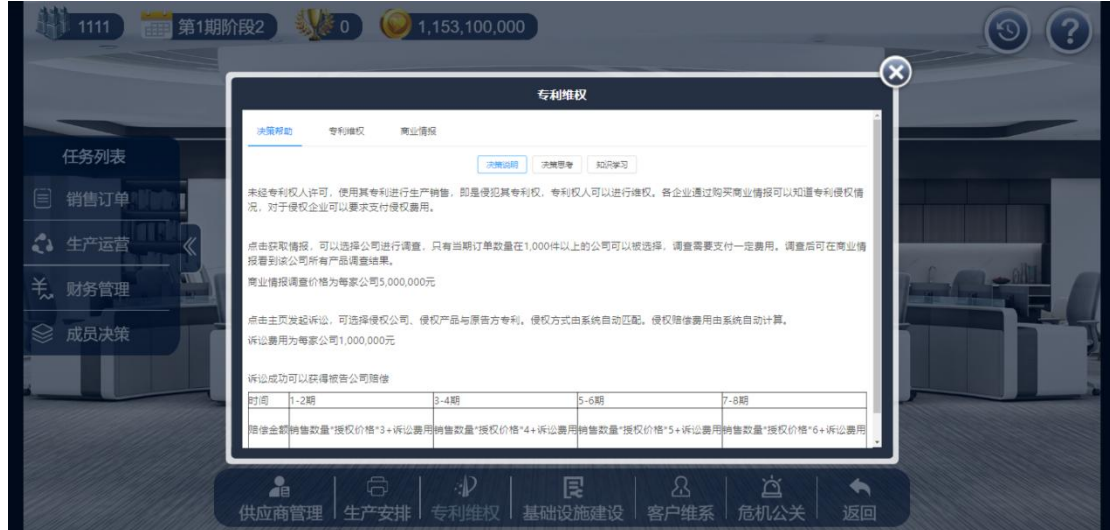 1111 第1期阶段2 0 1,153,100,000
专利维权
决策帮助 专利维权 商业情报
决策说明 决策思考 知识学习
未经专利权人许可，使用其专利进行生产销售，即是侵犯其专利权，专利权人可以进行维权。各企业通过购买商业情报可以知道专利侵权情
况，对于侵权企业可以要求支付侵权费用。
点击获取情报，可以选择公司进行调查，只有当期订单数量在1,000件以上的公司可以被选择，调查需要支付一定费用。调查后可在商业情
报看到该公司所有产品调查结果。
商业情报调查价格为每家公司5,000,000元
点击主页发起诉讼，可选择侵权公司、侵权产品与原告方专利。侵权方式由系统自动匹配。侵权赔偿费用由系统自动计算。
诉讼费用为每家公司1,000,000元
诉讼成功可以获得被告公司赔偿
时间 1-2期 3-4期 5-6期 7-8期
赔偿金额 销售数量*授权价格*3+诉讼费用 销售数量*授权价格*4+诉讼费用 销售数量*授权价格*5+诉讼费用 销售数量*授权价格*6+诉讼费用
任务列表
销售订单
生产运营
财务管理
成员决策
供应商管理 生产安排 专利维权 基础设施建设 客户维系 危机公关 返回